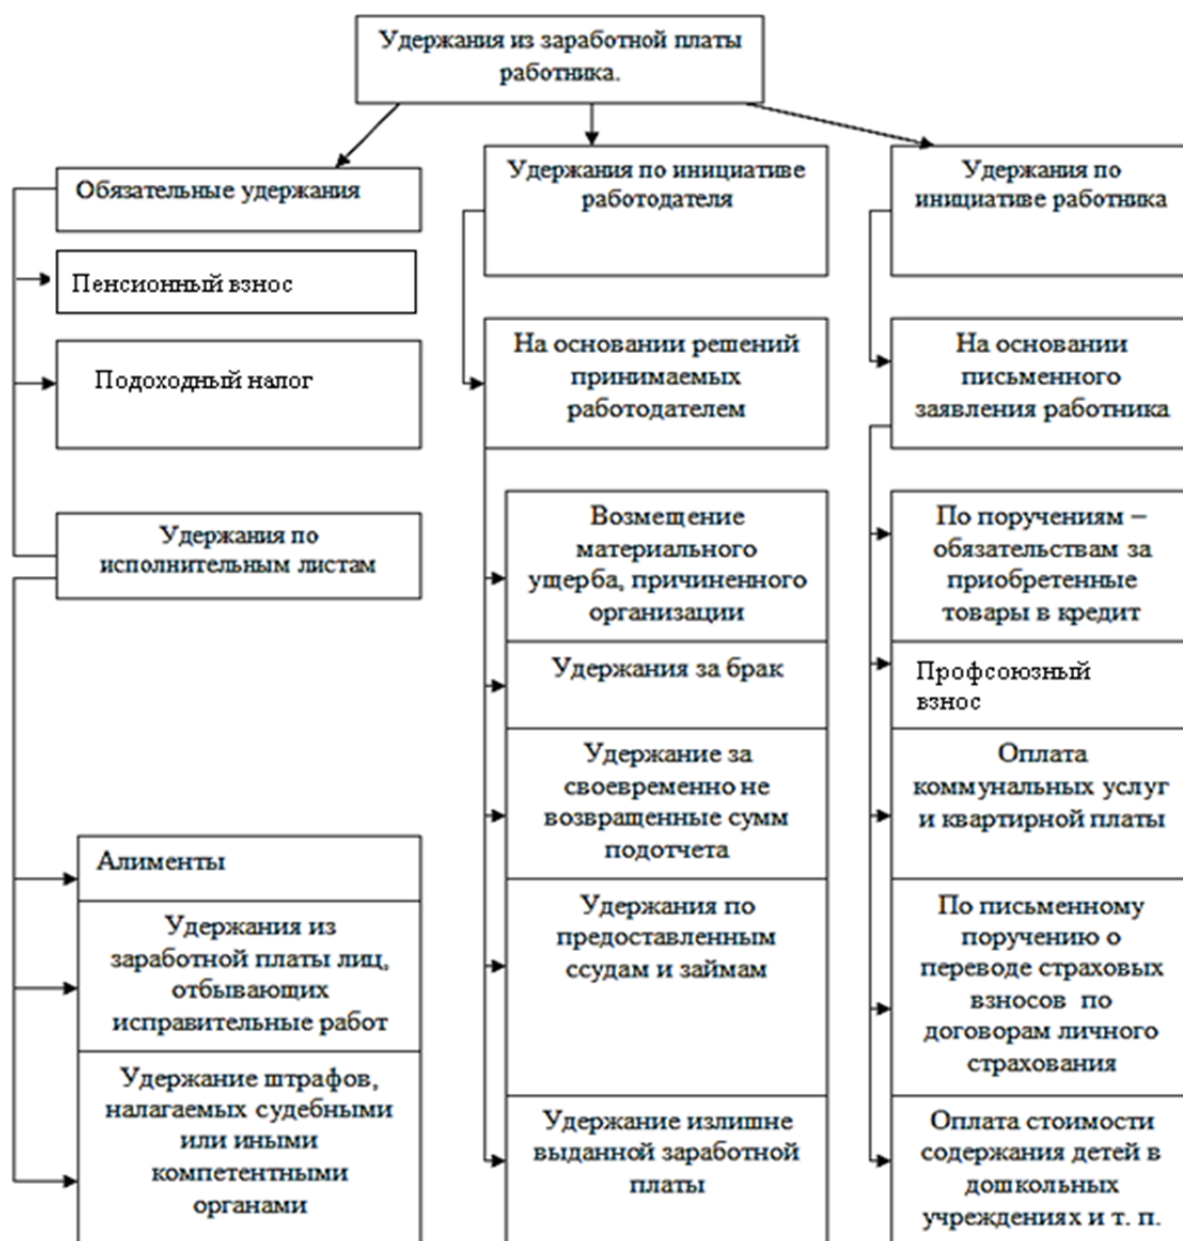 Удержания из заработной платы
работника.
Обязательные удержания
Пенсионный взнос
Подоходный налог
Удержания по
исполнительным листам
Алименты
Удержания из
заработной платы лиц,
отбывающих
исправительные работ
Удержание штрафов,
налагаемых судебными
или иными
компетентными
органами
Удержания по инициативе
работодателя
На основании решений
принимаемых
работодателем
Возмещение
материального
ущерба, причиненного
организации
Удержания за брак
Удержание за
своевременно не
возвращенные сумм
подотчета
Удержания по
предоставленным
ссудам и займам
Удержание излишне
выданной заработной
платы
Удержания по
инициативе работника
На основании
письменного
заявления работника
По поручениям –
обязательствам за
приобретенные
товары в кредит
Профсоюзный
взнос
Оплата
коммунальных услуг
и квартирной платы
По письменному
поручению о
переводе страховых
взносов по
договорам личного
страхования
Оплата стоимости
содержания детей в
дошкольных
учреждениях и т. п.